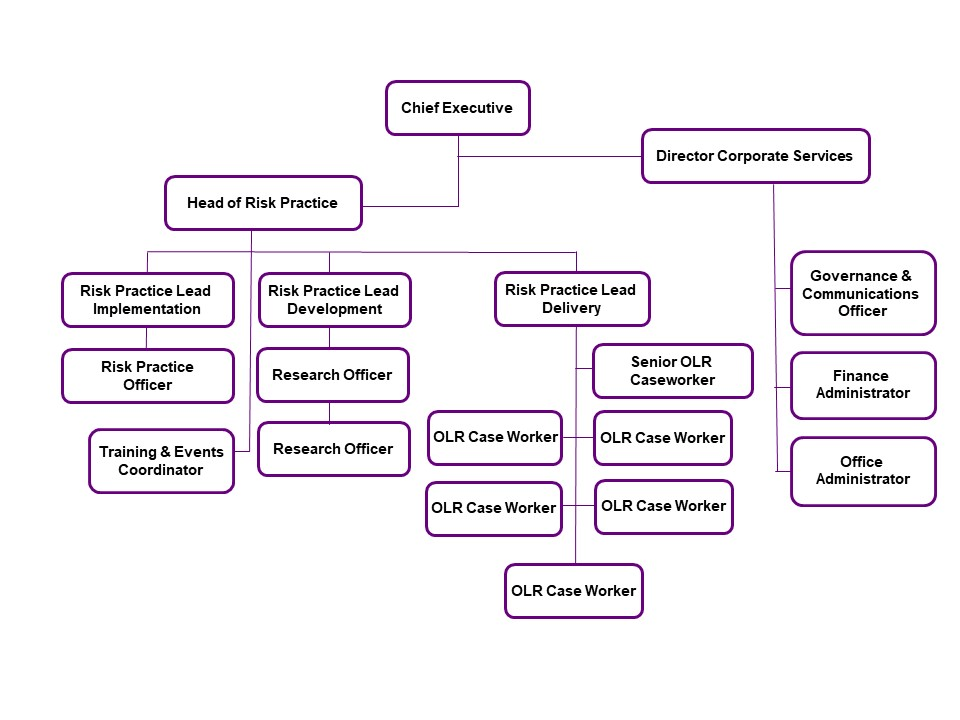 Chief Executive
Director Corporate Services
Head of Risk Practice
Risk Practice Lead
Implementation
Risk Practice Lead
Development
Risk Practice Lead
Delivery
Governance &
Communications
Officer
Risk Practice
Officer
Research Officer
Senior OLR
Caseworker
Finance
Administrator
Training & Events
Coordinator
Research Officer
OLR Case Worker
OLR Case Worker
Office
Administrator
OLR Case Worker
OLR Case Worker
OLR Case Worker